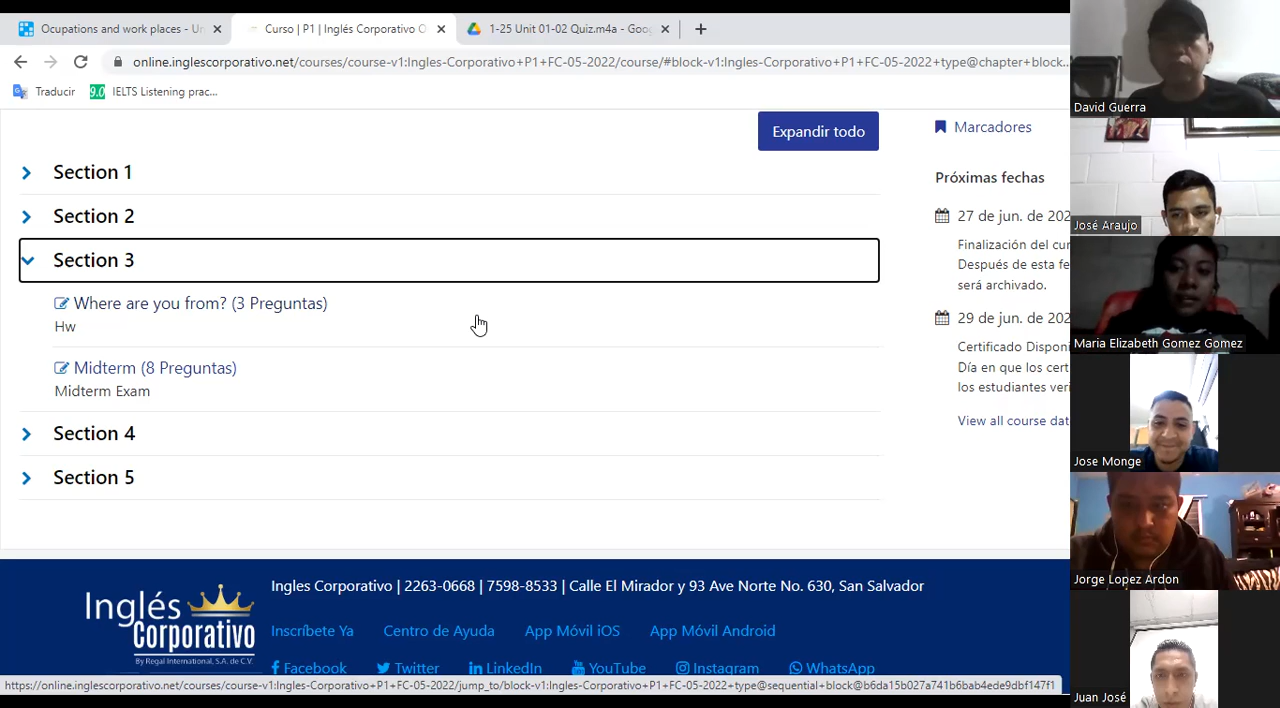 Ocupations and work places - Un
Curso | P1 | Inglés Corporativo O
1-25 Unit 01-02 Quiz.m4a - Goog
online.inglescorporativo.net/courses/course-v1:Ingles-Corporativo+P1+FC-05-2022/course/#block-v1:Ingles-Corporativo+P1+FC-05-2022+type@chapter+block...
Traducir
9.0
IELTS Listening prac...
Expandir todo
Section 1
Section 2
Section 3
Where are you from? (3 Preguntas)
Hw
Midterm (8 Preguntas)
Midterm Exam
Section 4
Section 5
Marcadores
Próximas fechas
27 de jun. de 202
Finalización del cur
Después de esta fe
será archivado.
29 de jun. de 202
Certificado Disponi
Día en que los cert
los estudiantes veri
View all course dat
Inglés
Corporativo
By Regal International, S.A. de C.V.
Ingles Corporativo | 2263-0668 | 7598-8533 | Calle El Mirador y 93 Ave Norte No. 630, San Salvador
Inscríbete Ya
Centro de Ayuda
App Móvil iOS
App Móvil Android
Facebook
Twitter
LinkedIn
YouTube
Instagram
WhatsApp
https://online.inglescorporativo.net/courses/course-v1:Ingles-Corporativo+P1+FC-05-2022/jump_to/block-v1:Ingles-Corporativo+P1+FC-05-2022+type@sequential+block@b6da15b027a741b6bab4ede9dbf147f1
David Guerra
José Araujo
Maria Elizabeth Gomez Gomez
Jose Monge
Jorge Lopez Ardon
Juan José